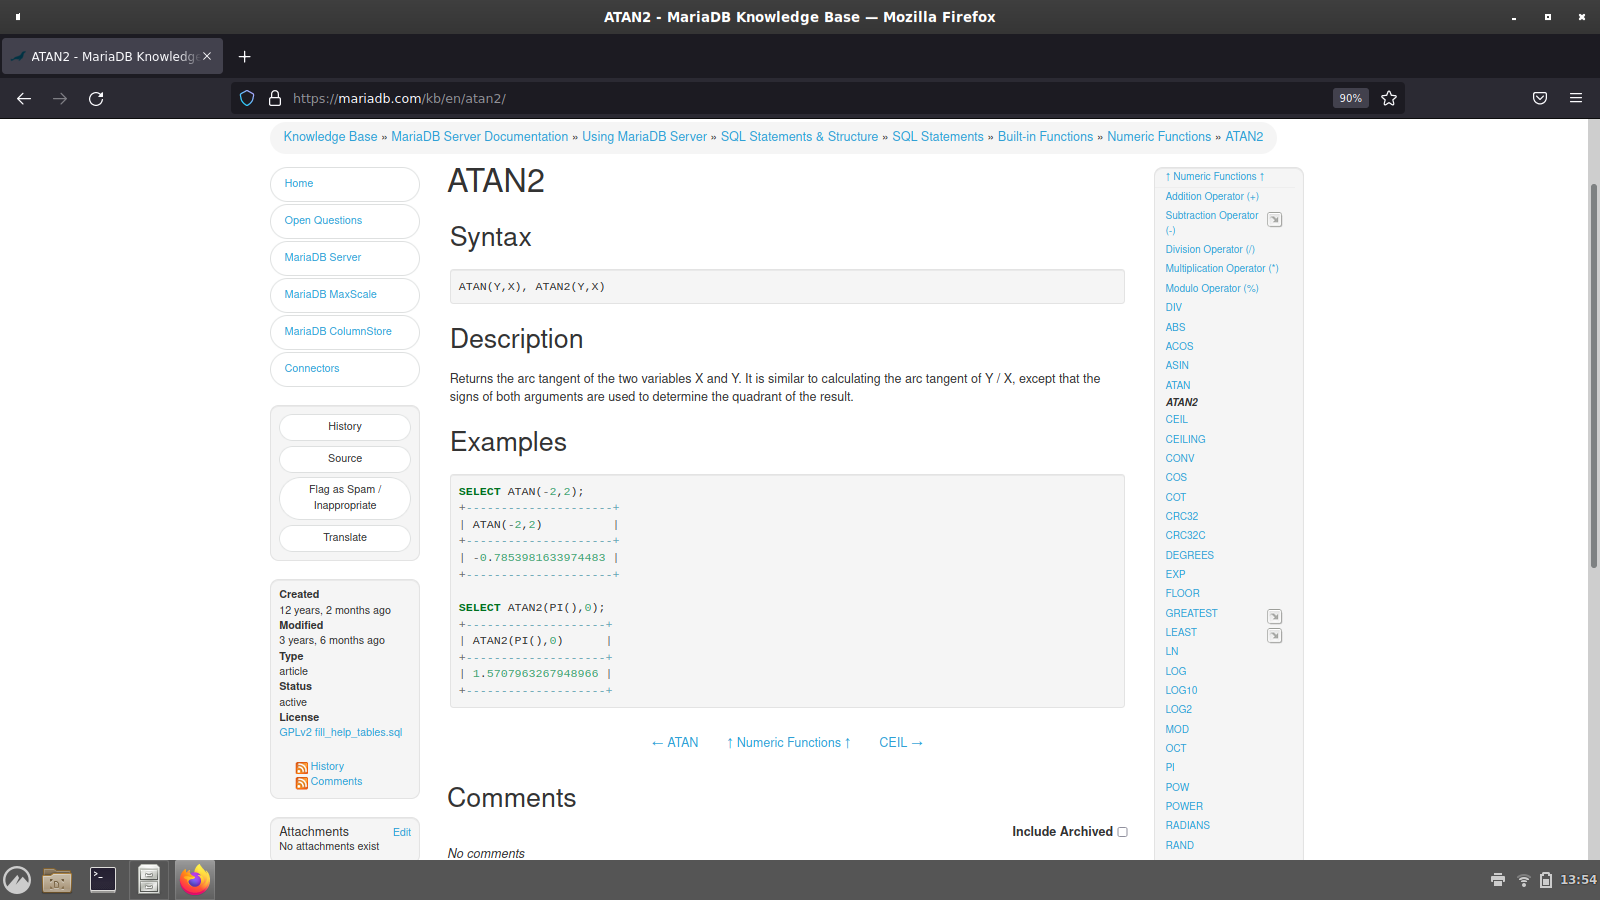 ATAN2 - MariaDB Knowledge Base — Mozilla Firefox
ATAN2 - MariaDB Knowledge
https://mariadb.com/kb/en/atan2/
90%
Knowledge Base » MariaDB Server Documentation » Using MariaDB Server » SQL Statements & Structure » SQL Statements » Built-in Functions » Numeric Functions » ATAN2
Home
Open Questions
MariaDB Server
MariaDB MaxScale
MariaDB ColumnStore
Connectors
History
Source
Flag as Spam /
Inappropriate
Translate
Created
12 years, 2 months ago
Modified
3 years, 6 months ago
Type
article
Status
active
License
GPLv2 fill_help_tables.sql
History
Comments
Attachments Edit
No attachments exist
ATAN2
Syntax
ATAN(Y,X), ATAN2(Y,X)
Description
Returns the arc tangent of the two variables X and Y. It is similar to calculating the arc tangent of Y / X, except that the
signs of both arguments are used to determine the quadrant of the result.
Examples
SELECT ATAN(-2,2);
+---------------------+
| ATAN(-2,2)          |
+---------------------+
| -0.7853981633974483 |
+---------------------+
SELECT ATAN2(PI(),0);
+--------------------+
| ATAN2(PI(),0)      |
+--------------------+
| 1.5707963267948966 |
+--------------------+
← ATAN ↑ Numeric Functions ↑ CEIL →
Comments
Include Archived
No comments
↑ Numeric Functions ↑
Addition Operator (+)
Subtraction Operator
(-)
Division Operator (/)
Multiplication Operator (*)
Modulo Operator (%)
DIV
ABS
ACOS
ASIN
ATAN
ATAN2
CEIL
CEILING
CONV
COS
COT
CRC32
CRC32C
DEGREES
EXP
FLOOR
GREATEST
LEAST
LN
LOG
LOG10
LOG2
MOD
OCT
PI
POW
POWER
RADIANS
RAND
13:54